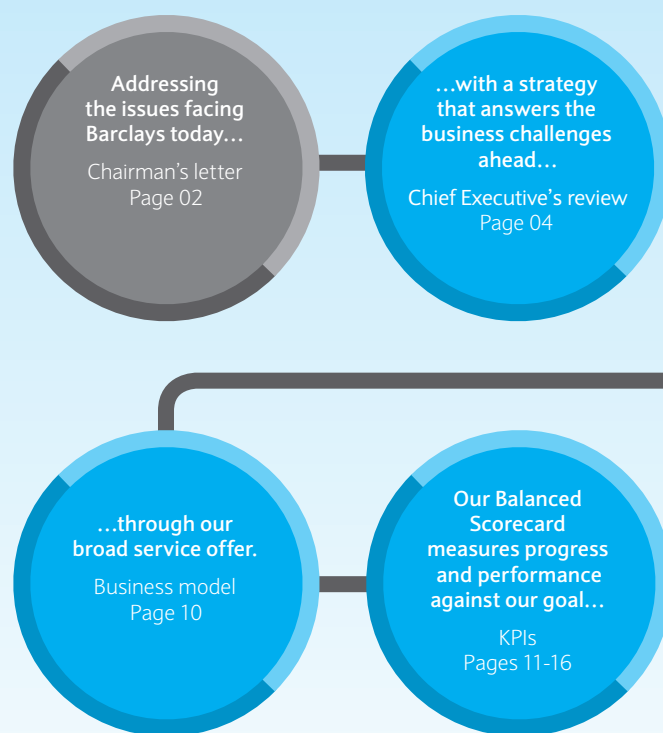 Addressing
the issues facing
Barclays today…
Chairman’s letter
Page 02
…with a strategy
that answers the
business challenges
ahead…
Chief Executive’s review
Page 04
…through our
broad service offer.
Business model
Page 10
Our Balanced
Scorecard
measures progress
and performance
against our goal…
KPIs
Pages 11-16